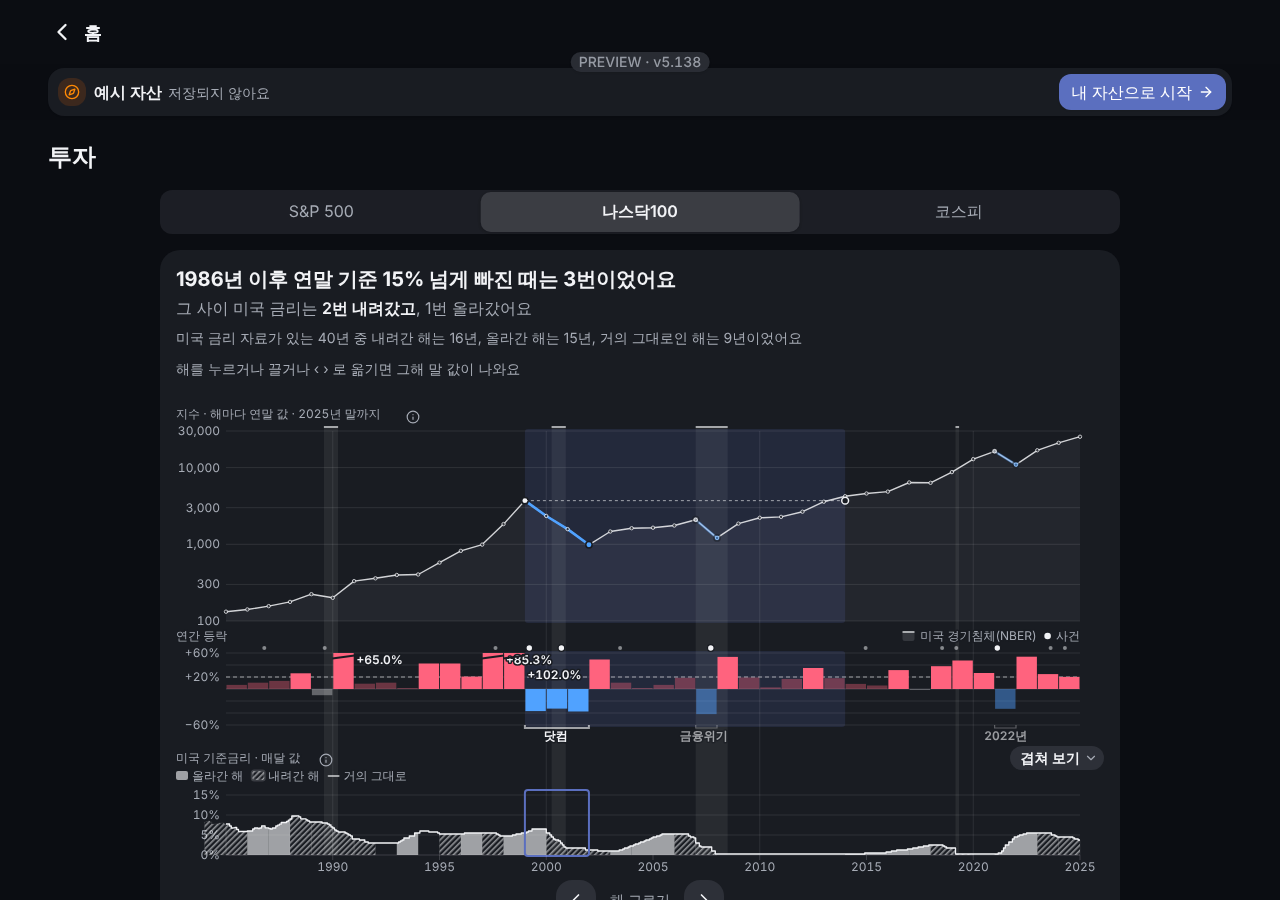 홈
PREVIEW · v5.138
예시 자산 저장되지 않아요
내 자산으로 시작 →
투자
S&P 500 나스닥100 코스피
1986년 이후 연말 기준 15% 넘게 빠진 때는 3번이었어요
그 사이 미국 금리는 2번 내려갔고, 1번 올라갔어요
미국 금리 자료가 있는 40년 중 내려간 해는 16년, 올라간 해는 15년, 거의 그대로인 해는 9년이었어요
해를 누르거나 끌거나 ‹ › 로 옮기면 그해 말 값이 나와요
지수 · 해마다 연말 값 · 2025년 말까지
30,000
10,000
3,000
1,000
300
100
연간 등락 미국 경기침체(NBER) 사건
+60%
+65.0% +85.3%
+20% +102.0%
−60%
닷컴 금융위기 2022년
미국 기준금리 · 매달 값 겹쳐 보기
올라간 해 내려간 해 거의 그대로
15%
10%
5%
0%
1990 1995 2000 2005 2010 2015 2020 2025